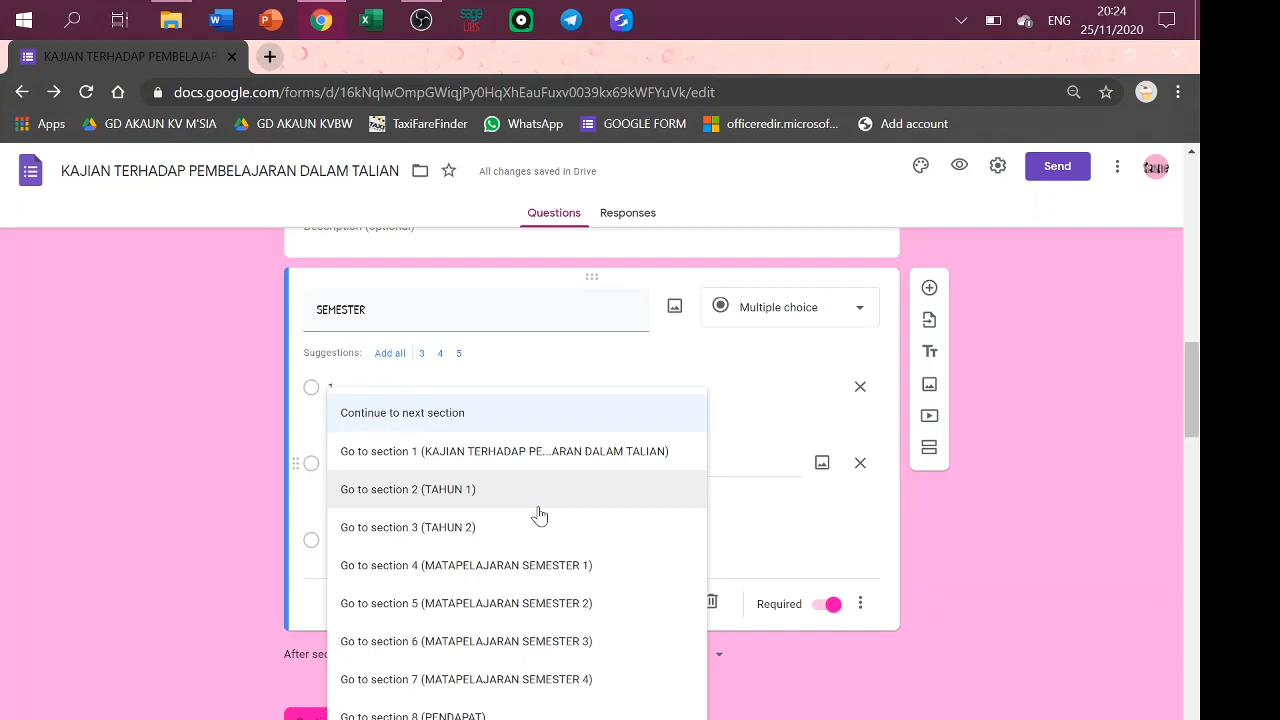 ENG
20:24
25/11/2020
KAJIAN TERHADAP PEMBELAJAR
docs.google.com/forms/d/16kNqIwOmpGWiqjPy0HqXhEauFuxv0039kx69kWFYuVk/edit
Apps
GD AKAUN KV M'SIA
GD AKAUN KVBW
TaxiFareFinder
WhatsApp
GOOGLE FORM
officeredir.microsof...
Add account
KAJIAN TERHADAP PEMBELAJARAN DALAM TALIAN
All changes saved in Drive
Send
Questions
Responses
Description (optional)
SEMESTER
Multiple choice
Suggestions: Add all 3 4 5
1
Continue to next section
Go to section 1 (KAJIAN TERHADAP PE...ARAN DALAM TALIAN)
Go to section 2 (TAHUN 1)
Go to section 3 (TAHUN 2)
Go to section 4 (MATAPELAJARAN SEMESTER 1)
Go to section 5 (MATAPELAJARAN SEMESTER 2)
Required
Go to section 6 (MATAPELAJARAN SEMESTER 3)
After sec
Go to section 7 (MATAPELAJARAN SEMESTER 4)
Go to section 8 (PENDAPAT)